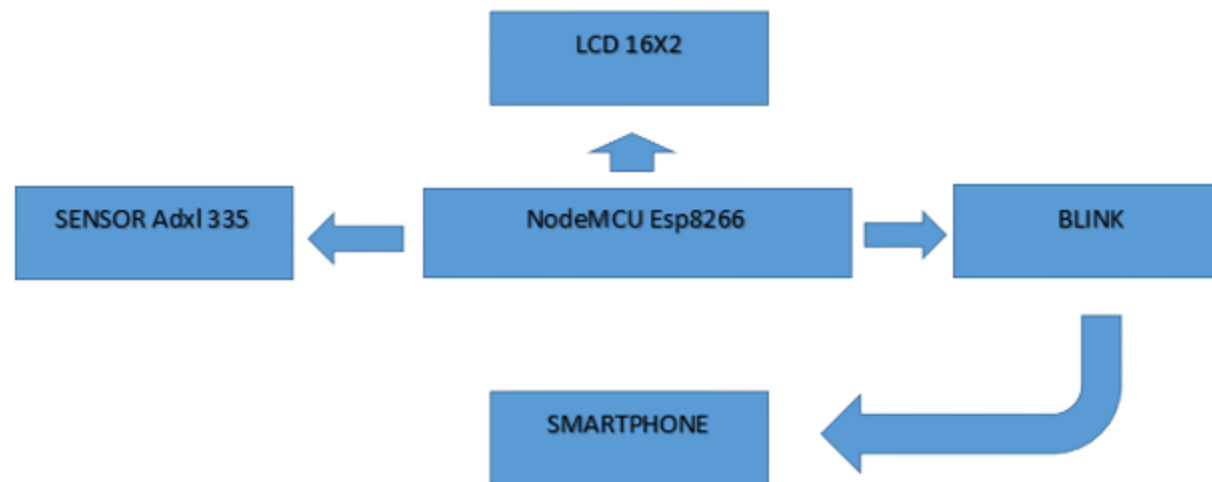 LCD 16X2
SENSOR Adxl 335
NodeMCU Esp8266
BLINK
SMARTPHONE